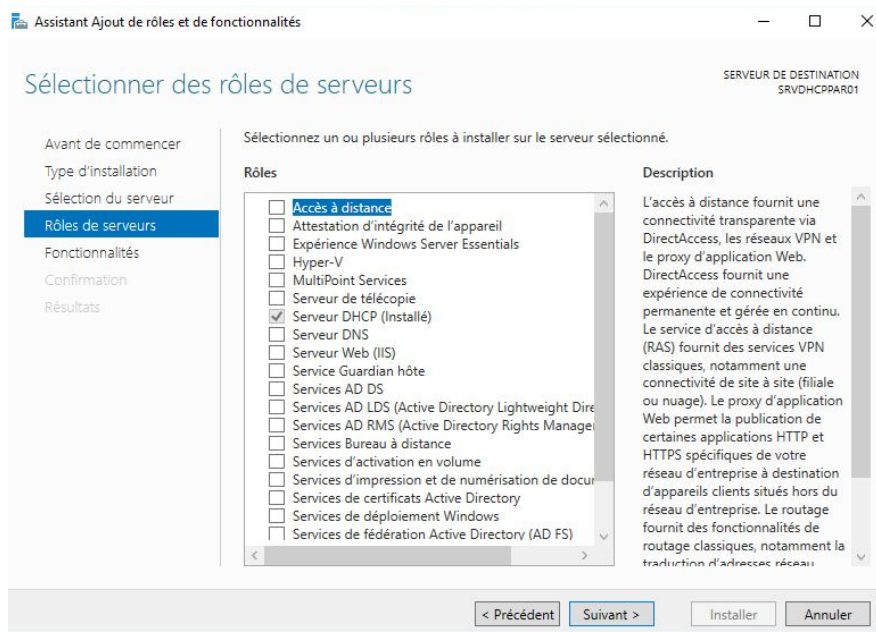 Assistant Ajout de rôles et de fonctionnalités
Sélectionner des rôles de serveurs
SERVEUR DE DESTINATION
SRVDHCPPAR01
Avant de commencer
Type d'installation
Sélection du serveur
Rôles de serveurs
Fonctionnalités
Confirmation
Résultats
Sélectionnez un ou plusieurs rôles à installer sur le serveur sélectionné.
Rôles
Accès à distance
Attestation d'intégrité de l'appareil
Expérience Windows Server Essentials
Hyper-V
MultiPoint Services
Serveur de télécopie
Serveur DHCP (Installé)
Serveur DNS
Serveur Web (IIS)
Service Guardian hôte
Services AD DS
Services AD LDS (Active Directory Lightweight Dire
Services AD RMS (Active Directory Rights Manage
Services Bureau à distance
Services d'activation en volume
Services d'impression et de numérisation de docu
Services de certificats Active Directory
Services de déploiement Windows
Services de fédération Active Directory (AD FS)
Description
L'accès à distance fournit une
connectivité transparente via
DirectAccess, les réseaux VPN et
le proxy d'application Web.
DirectAccess fournit une
expérience de connectivité
permanente et gérée en continu.
Le service d'accès à distance
(RAS) fournit des services VPN
classiques, notamment une
connectivité de site à site (filiale
ou nuage). Le proxy d'application
Web permet la publication de
certaines applications HTTP et
HTTPS spécifiques de votre
réseau d'entreprise à destination
d'appareils clients situés hors du
réseau d'entreprise. Le routage
fournit des fonctionnalités de
routage classiques, notamment la
traduction d'adresses réseau
< Précédent
Suivant >
Installer
Annuler